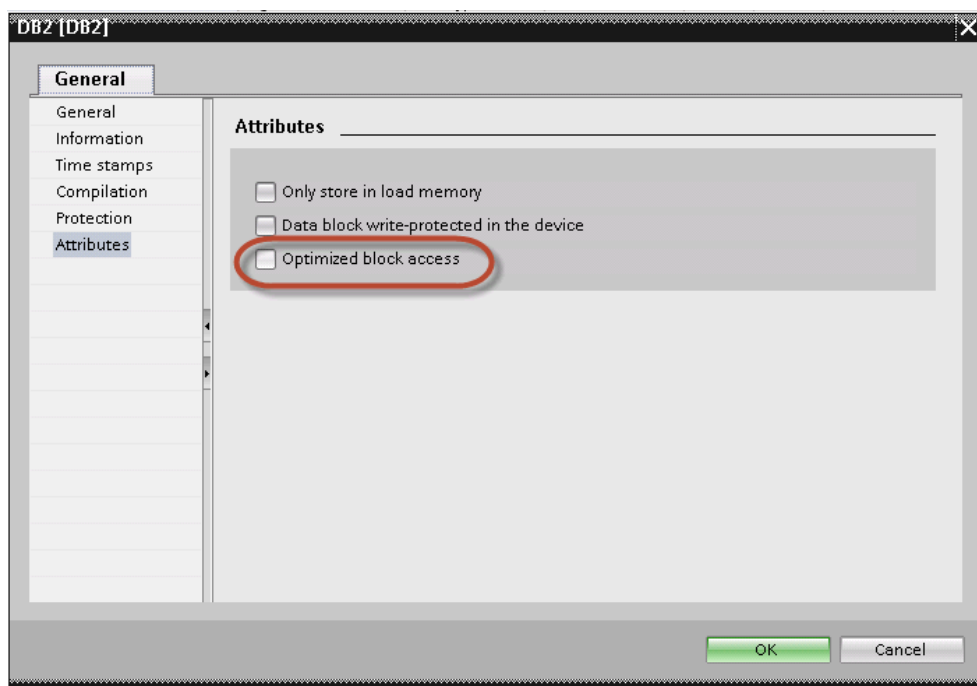 DB2 [DB2]
General
General
Information
Time stamps
Compilation
Protection
Attributes
Attributes
Only store in load memory
Data block write-protected in the device
Optimized block access
OK
Cancel